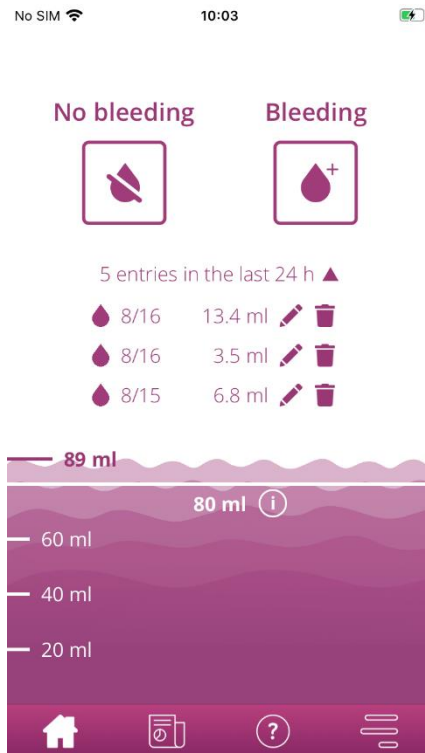 No SIM 10:03
No bleeding Bleeding
5 entries in the last 24 h
8/16 13.4 ml
8/16 3.5 ml
8/15 6.8 ml
89 ml
80 ml i
60 ml
40 ml
20 ml
?